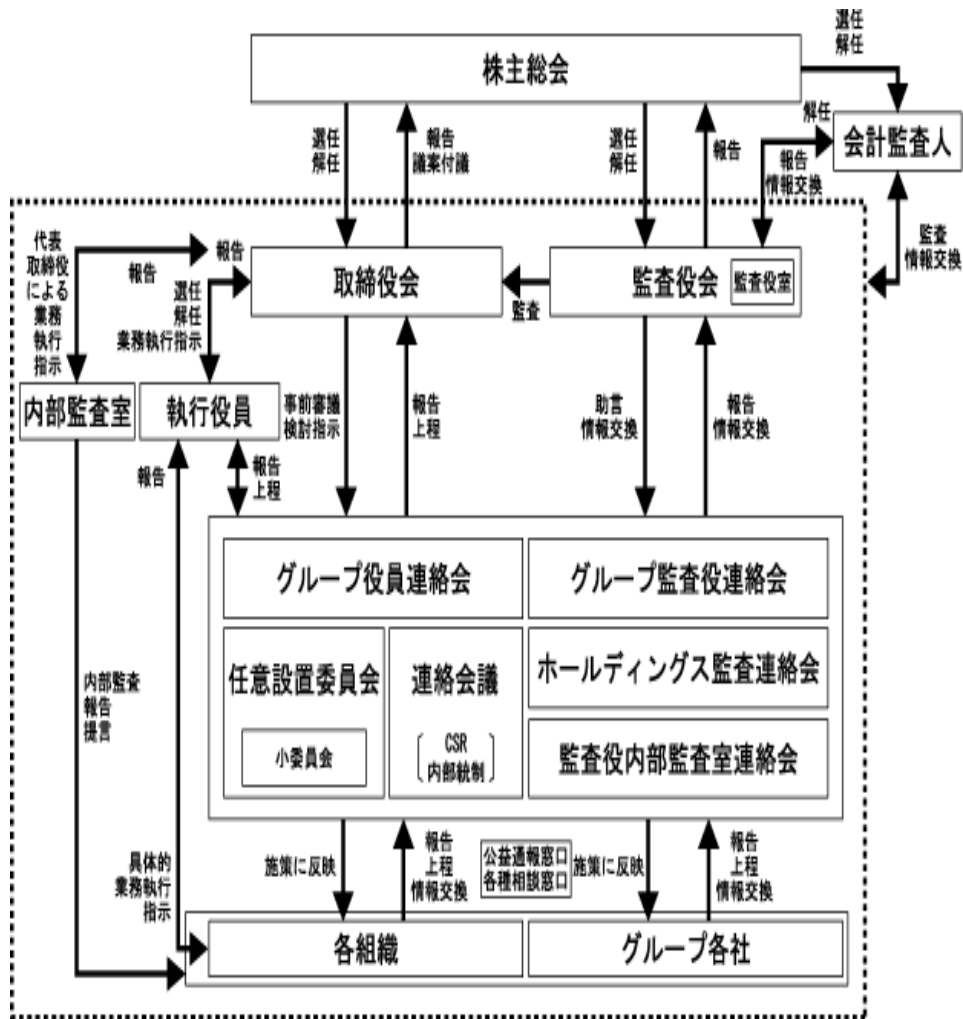 選任
解任
株主総会
解任
会計監査人
選任
解任
報告
議案付議
選任
解任
報告
報告
情報交換
監査
情報交換
代表
取締役
による
業務
執行
指示
報告
報告
選任
解任
業務執行指示
取締役会
監査
監査役会
監査役室
内部監査室
執行役員
事前審議
検討指示
報告
上程
助言
情報交換
報告
情報交換
報告
報告
上程
グループ役員連絡会
グループ監査役連絡会
任意設置委員会
小委員会
連絡会議
CSR
内部統制
ホールディングス監査連絡会
監査役内部監査室連絡会
内部監査
報告
提言
具体的
業務執行
指示
施策に反映
報告
上程
情報交換
公益通報窓口
各種相談窓口
施策に反映
報告
上程
情報交換
各組織
グループ各社